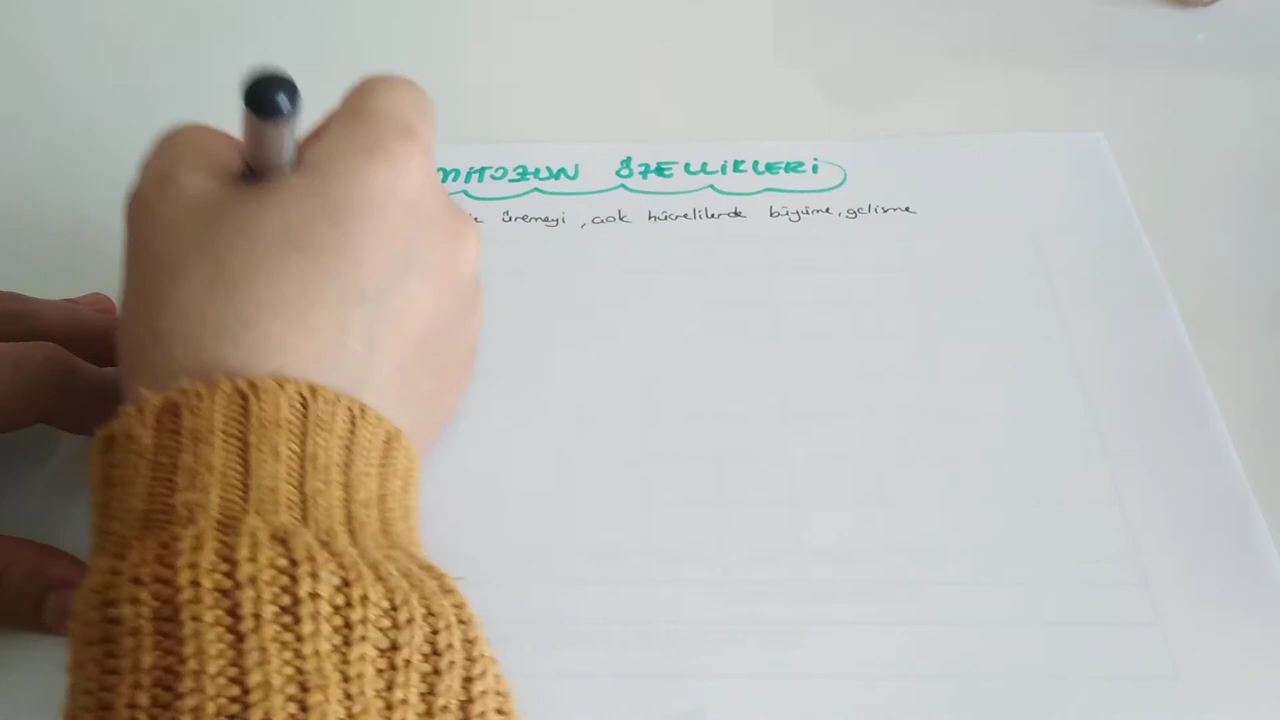 MİTOZUN ÖZELLİKLERİ
üremeyi , çok hücrelilerde büyüme, gelişme